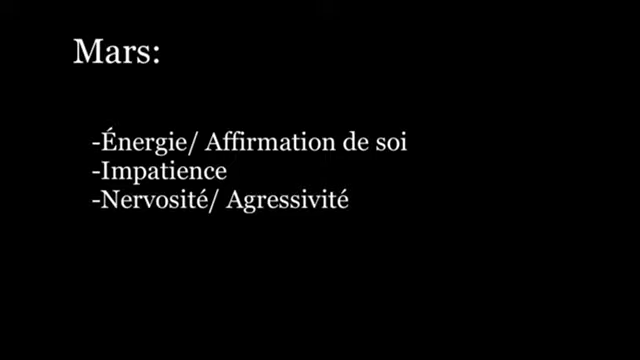 Mars:
-Énergie/ Affirmation de soi
-Impatience
-Nervosité/ Agressivité